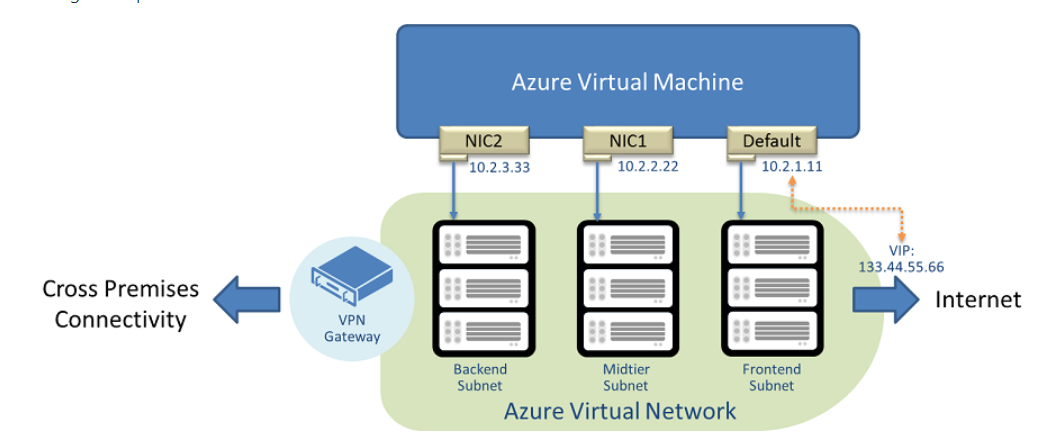 Azure Virtual Machine
NIC2
NIC1
Default
10.2.3.33
10.2.2.22
10.2.1.11
VIP:
133.44.55.66
Cross Premises
Connectivity
VPN
Gateway
Internet
Backend
Subnet
Midtier
Subnet
Frontend
Subnet
Azure Virtual Network